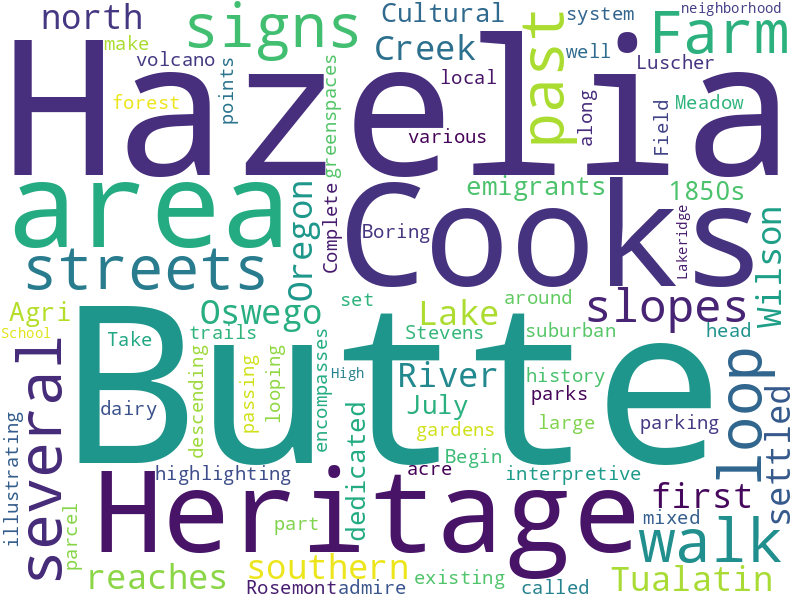 north
signs
Cultural
system
neighborhood
make
volcano
Creek
well
Farm
points
past
Luscher
forest
local
along
Meadow
Hazelia
greenspaces
various
Field
area
Oregon
Complete
Cooks
emigrants
1850s
Boring
Lakeridge
Wilson
streets
Agri
School
Oswego
set
Lake
around
slopes
Take
trails
Stevens
suburban
head
Butte
several
descending
passing
looping
encompasses
High
River
history
parks
loop
dairy
July
gardens
large
parking
settled
illustrating
highlighting
dedicated
acre
Begin
interpretive
Heritage
first
parcel
part
mixed
walk
reaches
southern
existing
called
Rosemont
admire
Tualatin